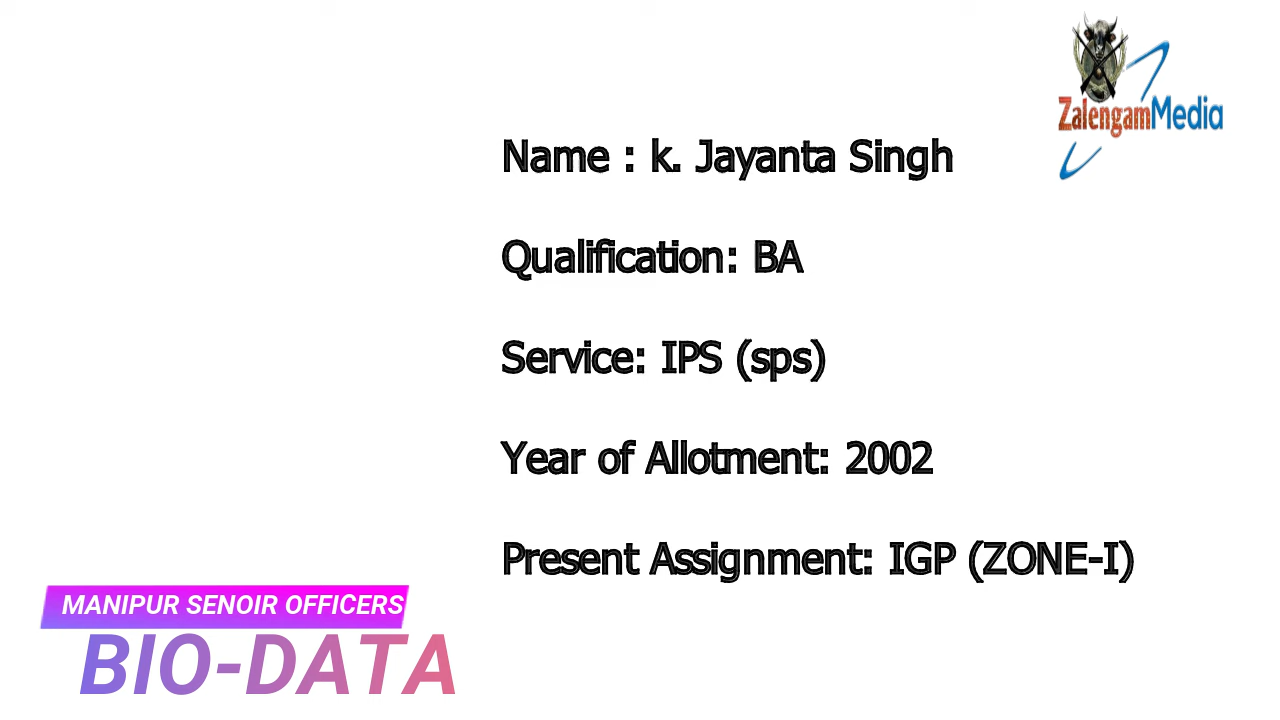 ZalengamMedia
Name : k. Jayanta Singh
Qualification: BA
Service: IPS (sps)
Year of Allotment: 2002
Present Assignment: IGP (ZONE-I)
MANIPUR SENOIR OFFICERS
BIO-DATA